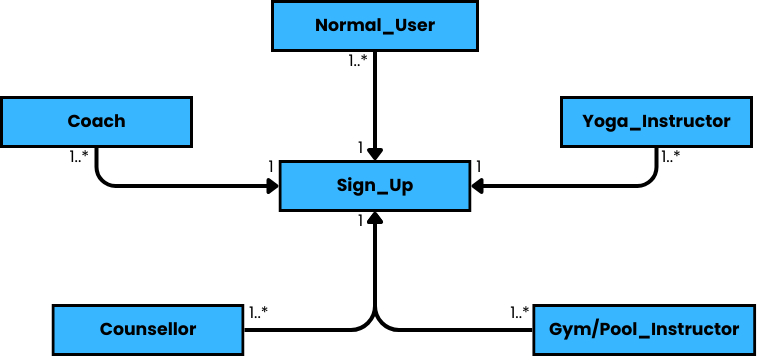 Normal_User
1..*
Coach
Yoga_Instructor
1..*
1
1..*
1
1
Sign_Up
1
1..*
1..*
Counsellor
Gym/Pool_Instructor